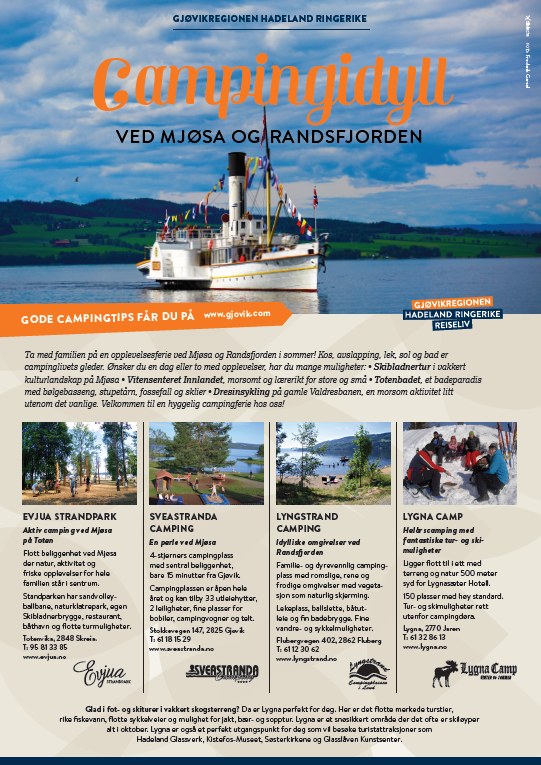 GJØVIKREGIONEN HADELAND RINGERIKE
Campingidyll
VED MJØSA OG RANDSFJORDEN
GODE CAMPINGTIPS FÅR DU PÅ www.gjovik.com
GJØVIKREGIONEN
HADELAND RINGERIKE
REISELIV
Ta med familien på en opplevelsesferie ved Mjøsa og Randsfjorden i sommer! Kos, avslapping, lek, sol og bad er
campinglivets gleder. Ønsker du en dag eller to med opplevelser, har du mange muligheter: • Skibladnertur i vakkert
kulturlandskap på Mjøsa • Vitensenteret Innlandet, morsomt og lærerikt for store og små • Totenbadet, et badeparadis
med bølgebasseng, stupetårn, fossefall og sklier • Dresinsykling på gamle Valdresbanen, en morsom aktivitet litt
utenom det vanlige. Velkommen til en hyggelig campingferie hos oss!
EVJUA STRANDPARK
Aktiv camping ved Mjøsa
på Toten
Flott beliggenhet ved Mjøsa
der natur, aktivitet og
friske opplevelser for hele
familien står i sentrum.
Standparken har sandvolley-
ballbane, naturklatrepark, egen
Skibladnerbrygge, restaurant,
båthavn og flotte turmuligheter.
Totenvika, 2848 Skreia.
T: 95 81 33 85
www.evjua.no
Evjua
STRANDPARK
SVEASTRANDA
CAMPING
En perle ved Mjøsa
4-stjerners campingplass
med sentral beliggenhet,
bare 15 minutter fra Gjøvik.
Campingplassen er åpen hele
året og kan tilby 33 utleiehytter,
2 leiligheter, fine plasser for
bobiler, campingvogner og telt.
Stokkevegen 147, 2825 Gjøvik
T: 61 18 15 29
www.sveastranda.no
SVEASTRANDA
LYNGSTRAND
CAMPING
Idylliske omgivelser ved
Randsfjorden
Familie- og dyrevennlig camping-
plass med romslige, rene og
frodige omgivelser med vegeta-
sjon som naturlig skjerming.
Lekeplass, ballslette, båtut-
leie og fin badebrygge. Fine
vandre- og sykkelmuligheter.
Flubergvegen 402, 2862 Fluberg
T: 61 12 30 62
www.lyngstrand.no
Lyngstrand
Campingplassen
i Land
LYGNA CAMP
Helårscamping med
fantastiske tur- og ski-
muligheter
Ligger flott til i ett med
terreng og natur 500 meter
syd for Lygnasæter Hotell.
150 plasser med høy standard.
Tur- og skimuligheter rett
utenfor campingdøra.
Lygna, 2770 Jaren
T: 61 32 86 13
www.lygna.no
Lygna Camp
Glad i fot- og skiturer i vakkert skogsterreng? Da er Lygna perfekt for deg. Her er det flotte merkede turstier,
rike fiskevann, flotte sykkelveier og mulighet for jakt, bær- og sopptur. Lygna er et snøsikkert område der det ofte er skiløyper
alt i oktober. Lygna er også et perfekt utgangspunkt for deg som vil besøke turistattraksjoner som
Hadeland Glassverk, Kistefos-Museet, Søsterkirkene og Glasslåven Kunstsenter.